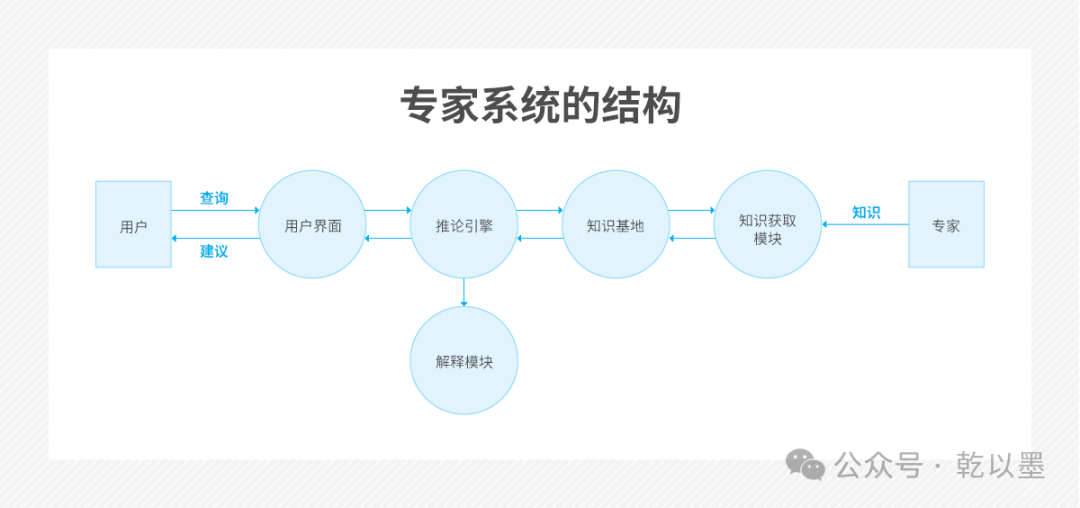 专家系统的结构
用户
查询
建议
用户界面
推论引擎
知识基地
知识获取
模块
知识
专家
解释模块
公众号 · 乾以墨